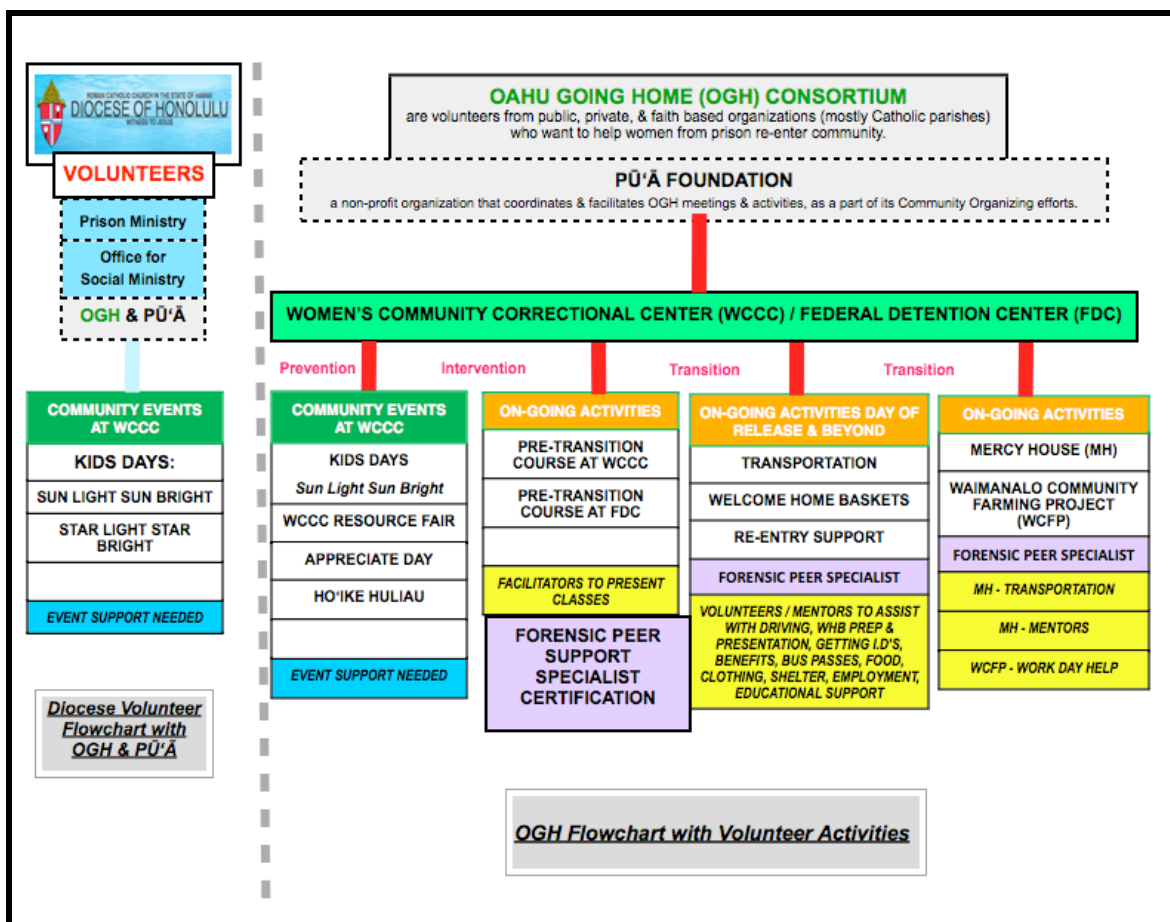 ROMAN CATHOLIC CHURCH IN THE STATE OF HAWAII
DIOCESE OF HONOLULU
WITNESS TO JESUS
VOLUNTEERS
Prison Ministry
Office for
Social Ministry
OGH & PŪ‘Ā
COMMUNITY EVENTS
AT WCCC
KIDS DAYS:
SUN LIGHT SUN BRIGHT
STAR LIGHT STAR
BRIGHT
EVENT SUPPORT NEEDED
Diocese Volunteer
Flowchart with
OGH & PŪ‘Ā
OAHU GOING HOME (OGH) CONSORTIUM
are volunteers from public, private, & faith based organizations (mostly Catholic parishes)
who want to help women from prison re-enter community.
PŪ‘Ā FOUNDATION
a non-profit organization that coordinates & facilitates OGH meetings & activities, as a part of its Community Organizing efforts.
WOMEN'S COMMUNITY CORRECTIONAL CENTER (WCCC) / FEDERAL DETENTION CENTER (FDC)
Prevention
Intervention
Transition
Transition
COMMUNITY EVENTS
AT WCCC
KIDS DAYS
Sun Light Sun Bright
WCCC RESOURCE FAIR
APPRECIATE DAY
HO‘IKE HULIAU
EVENT SUPPORT NEEDED
ON-GOING ACTIVITIES
PRE-TRANSITION
COURSE AT WCCC
PRE-TRANSITION
COURSE AT FDC
FACILITATORS TO PRESENT
CLASSES
FORENSIC PEER
SUPPORT
SPECIALIST
CERTIFICATION
ON-GOING ACTIVITIES DAY OF
RELEASE & BEYOND
TRANSPORTATION
WELCOME HOME BASKETS
RE-ENTRY SUPPORT
FORENSIC PEER SPECIALIST
VOLUNTEERS / MENTORS TO ASSIST
WITH DRIVING, WHB PREP &
PRESENTATION, GETTING I.D'S,
BENEFITS, BUS PASSES, FOOD,
CLOTHING, SHELTER, EMPLOYMENT,
EDUCATIONAL SUPPORT
ON-GOING ACTIVITIES
MERCY HOUSE (MH)
WAIMANALO COMMUNITY
FARMING PROJECT
(WCFP)
FORENSIC PEER SPECIALIST
MH - TRANSPORTATION
MH - MENTORS
WCFP - WORK DAY HELP
OGH Flowchart with Volunteer Activities